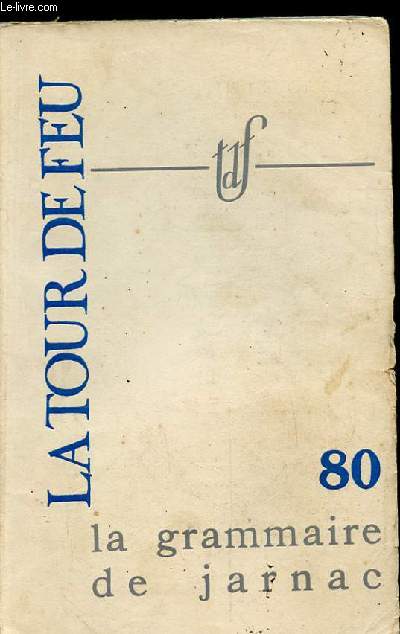 Le-livre.com
LA TOUR DE FEU
tdf
80
la grammaire
de jarnac